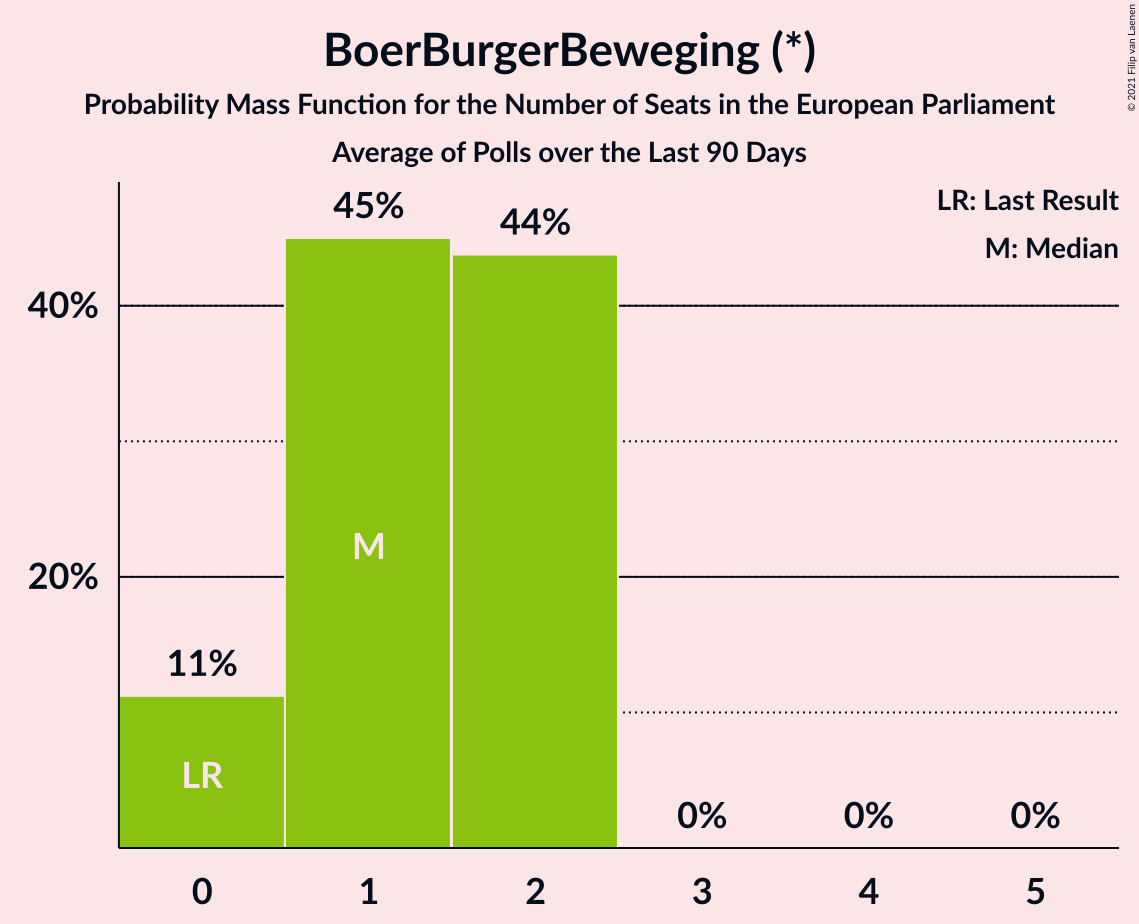 BoerBurgerBeweging (*)
Probability Mass Function for the Number of Seats in the European Parliament
Average of Polls over the Last 90 Days
© 2021 Filip van Laenen
LR: Last Result
M: Median
45%
44%
40%
M
20%
11%
LR
0%
0%
0%
0
1
2
3
4
5